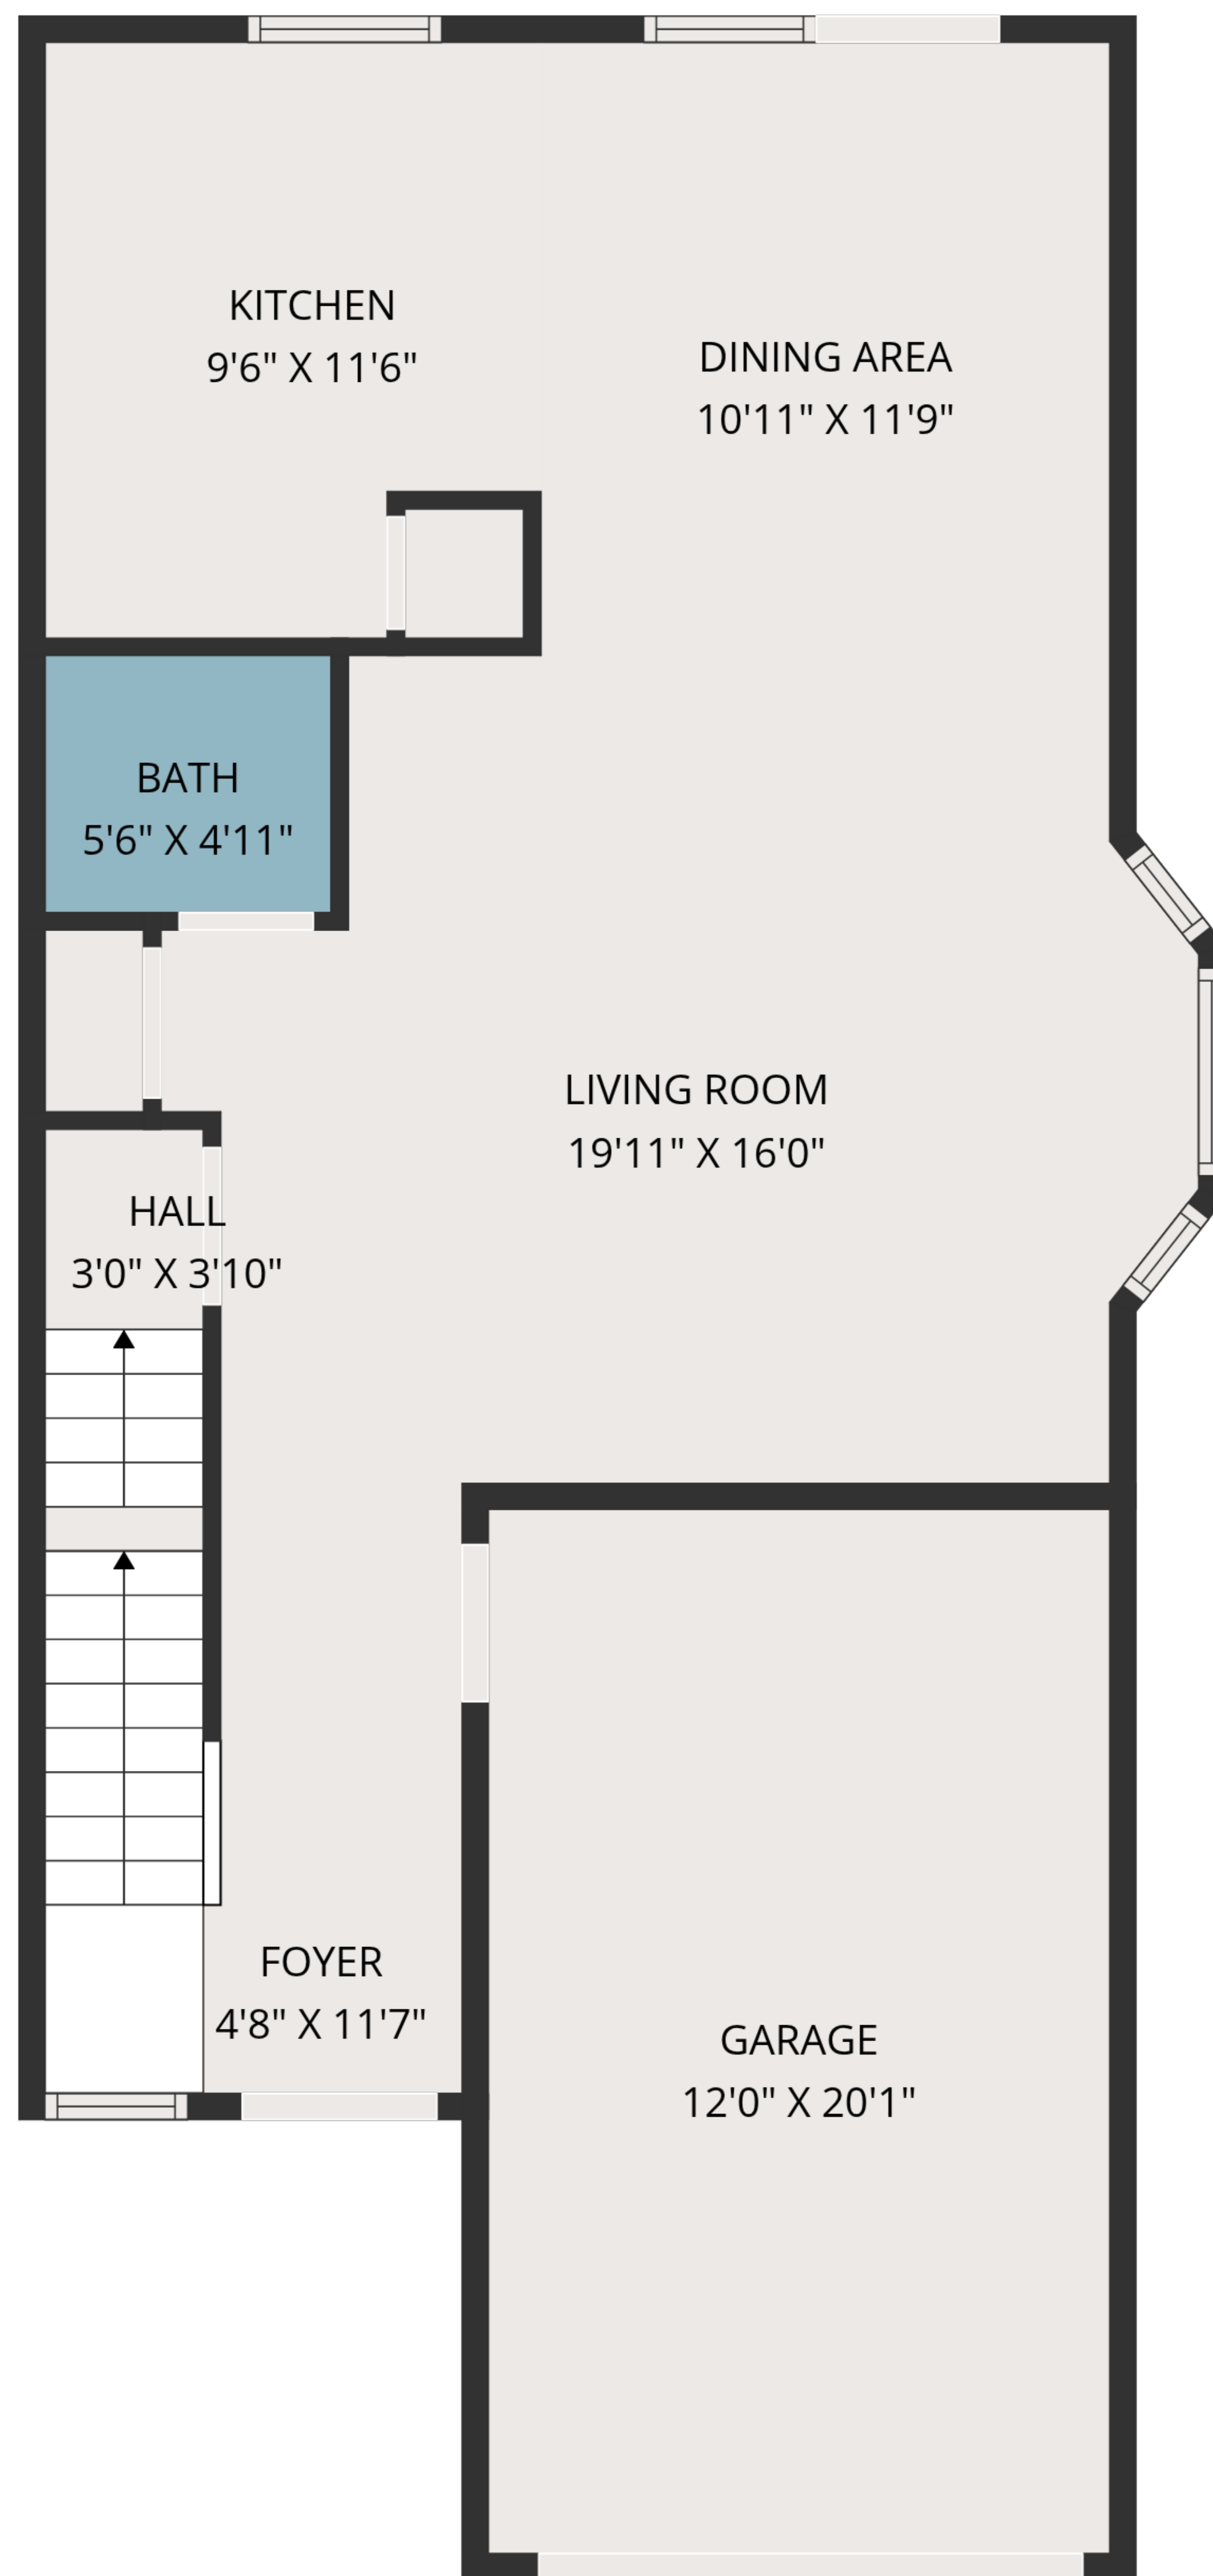 KITCHEN
9'6" X 11'6"
DINING AREA
10'11" X 11'9"
BATH
5'6" X 4'11"
LIVING ROOM
19'11" X 16'0"
HALL
3'0" X 3'10"
FOYER
4'8" X 11'7"
GARAGE
12'0" X 20'1"